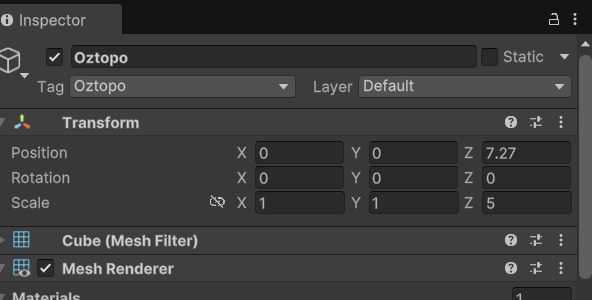 Inspector
Oztopo Static
Tag Oztopo Layer Default
Transform
Position X 0 Y 0 Z 7.27
Rotation X 0 Y 0 Z 0
Scale X 1 Y 1 Z 5
Cube (Mesh Filter)
Mesh Renderer
Materials 1